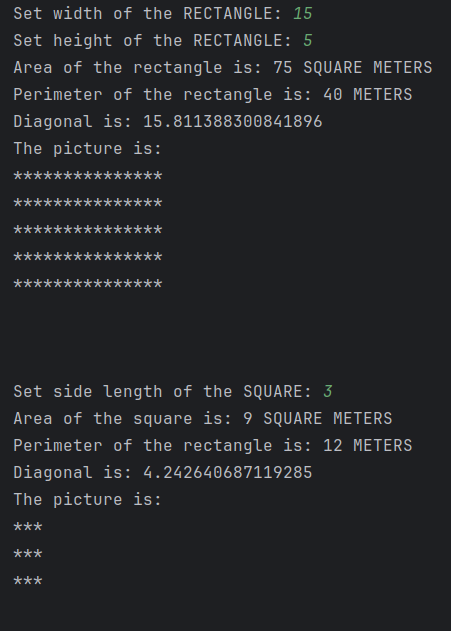 Set width of the RECTANGLE: 15
Set height of the RECTANGLE: 5
Area of the rectangle is: 75 SQUARE METERS
Perimeter of the rectangle is: 40 METERS
Diagonal is: 15.811388300841896
The picture is:
***************
***************
***************
***************
***************
Set side length of the SQUARE: 3
Area of the square is: 9 SQUARE METERS
Perimeter of the rectangle is: 12 METERS
Diagonal is: 4.242640687119285
The picture is:
***
***
***